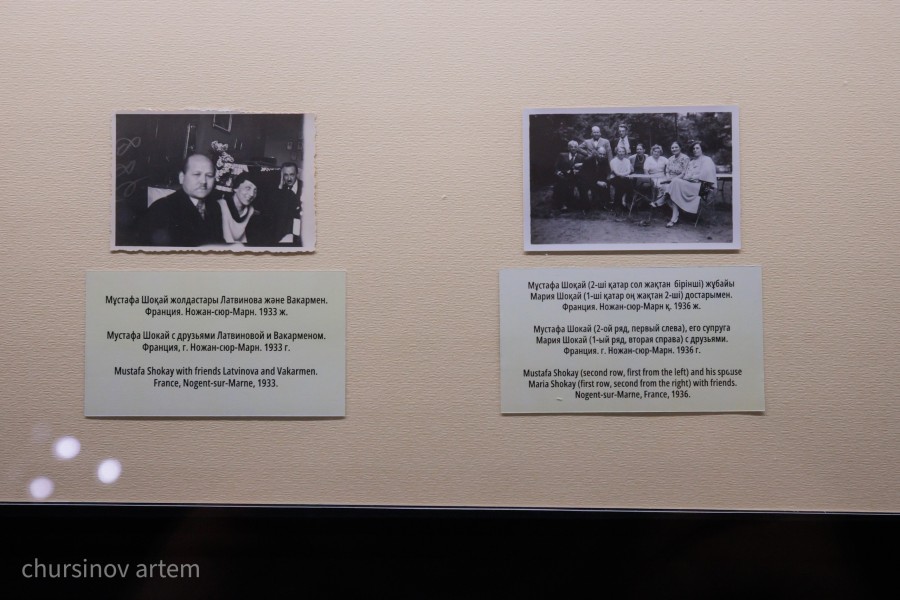 Мұстафа Шоқай жолдастары Латвинова және Вакармен.
Франция. Ножан-сюр-Марн. 1933 ж.
Мустафа Шокай с друзьями Латвиновой и Вакарменом.
Франция, г. Ножан-сюр-Марн. 1933 г.
Mustafa Shokay with friends Latvinova and Vakarmen.
France, Nogent-sur-Marne, 1933.
Мұстафа Шоқай (2-ші қатар сол жақтан бірінші) жұбайы
Мария Шоқай (1-ші қатар оң жақтан 2-ші) достарымен.
Франция. Ножан-сюр-Марн қ. 1936 ж.
Мустафа Шокай (2-ой ряд, первый слева), его супруга
Мария Шокай (1-ый ряд, вторая справа) с друзьями.
Франция. г. Ножан-сюр-Марн. 1936 г.
Mustafa Shokay (second row, first from the left) and his spouse
Maria Shokay (first row, second from the right) with friends.
Nogent-sur-Marne, France, 1936.
chursinov artem